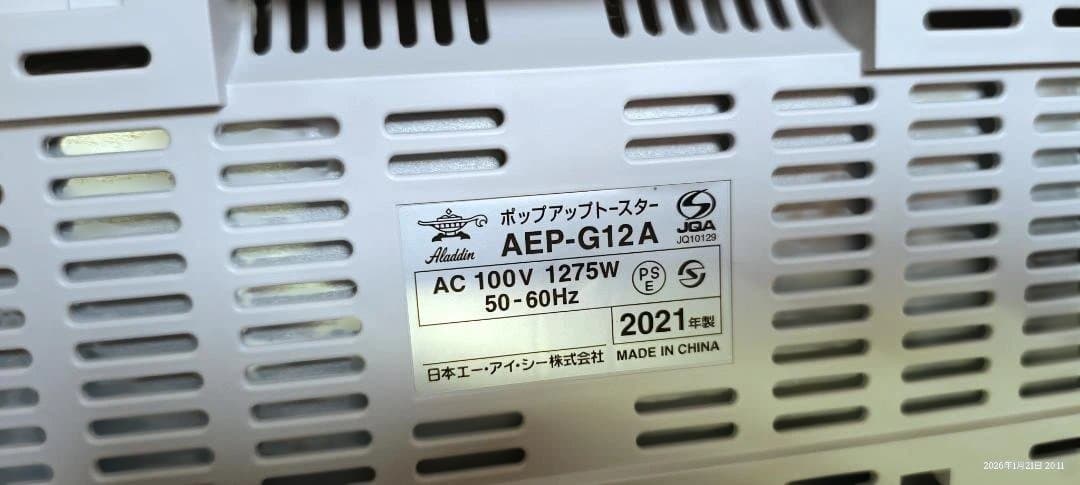 Aladdin
ポップアップトースター
AEP-G12A
JQA
JQ10129
AC 100V 1275W
50-60Hz
PS
E
2021年製
日本エー・アイ・シー株式会社
MADE IN CHINA
2026年1月21日 20:11